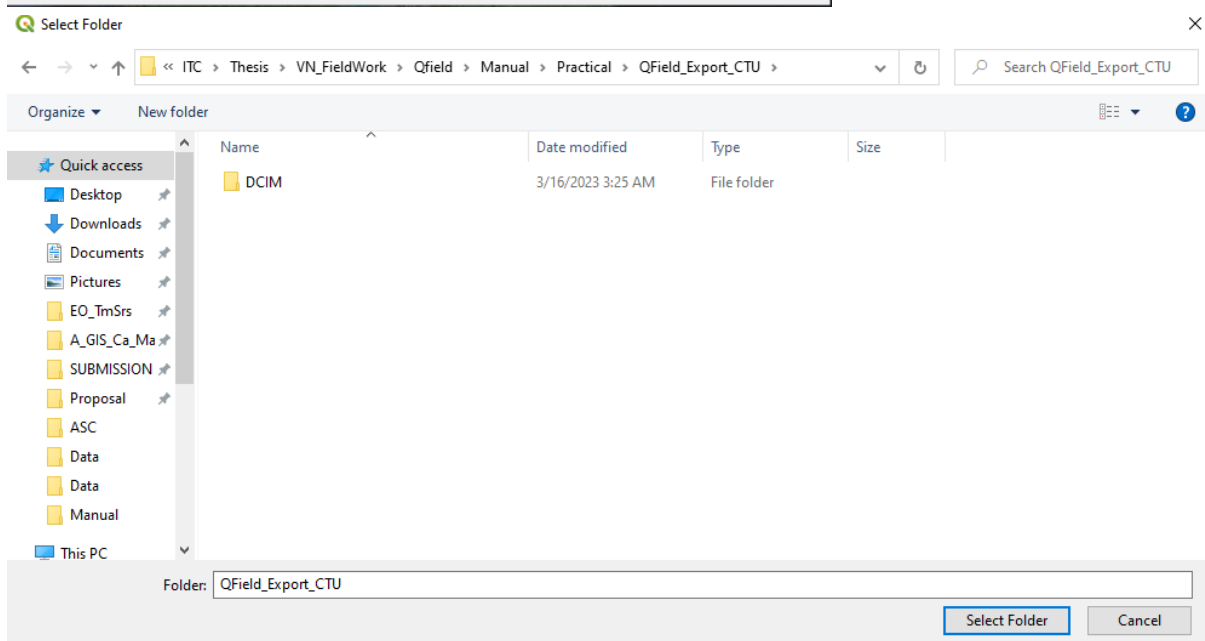 Select Folder
« ITC > Thesis > VN_FieldWork > Qfield > Manual > Practical > QField_Export_CTU >
Search QField_Export_CTU
Organize
New folder
Name
Date modified
Type
Size
Quick access
Desktop
Downloads
Documents
Pictures
EO_TmSrs
A_GIS_Ca_Ma
SUBMISSION
Proposal
ASC
Data
Data
Manual
This PC
DCIM
3/16/2023 3:25 AM
File folder
Folder:
QField_Export_CTU
Select Folder
Cancel